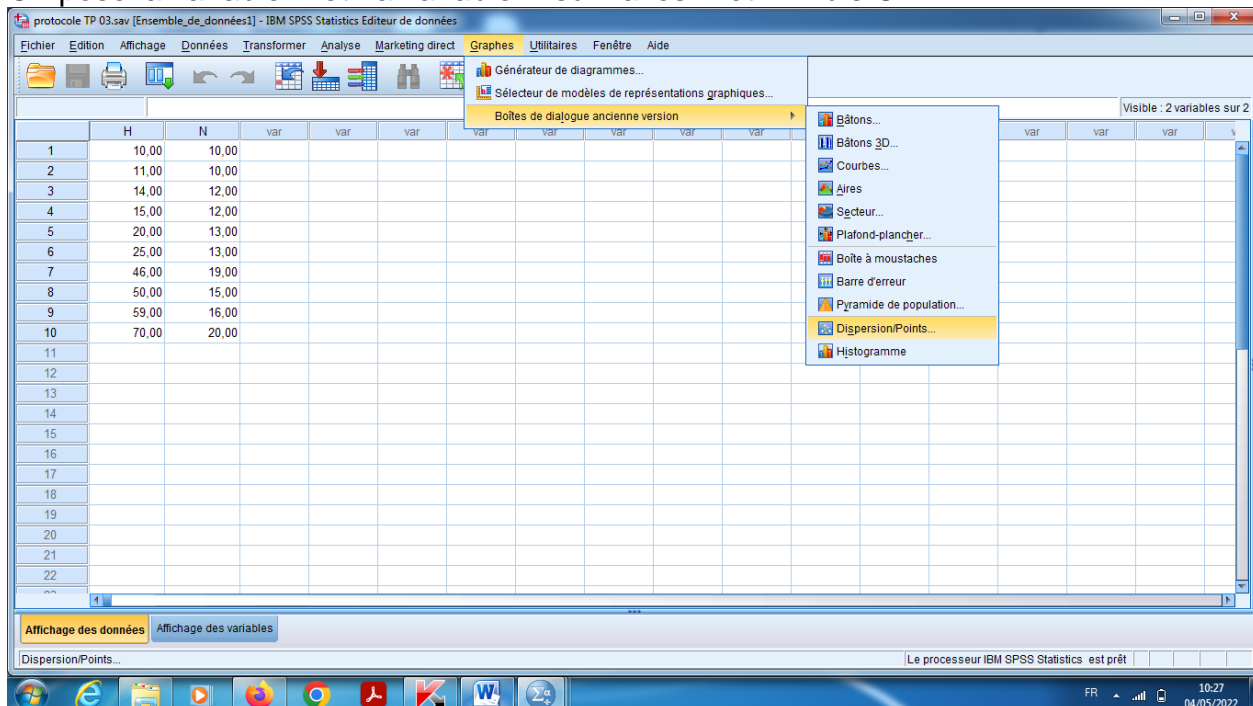 protocole TP 03.sav [Ensemble_de_données1] - IBM SPSS Statistics Editeur de données
Fichier Edition Affichage Données Transformer Analyse Marketing direct Graphes Utilitaires Fenêtre Aide
Générateur de diagrammes...
Sélecteur de modèles de représentations graphiques...
Boîtes de dialogue ancienne version
Visible : 2 variables sur 2
Bâtons...
Bâtons 3D...
Courbes...
Aires
Secteur...
Plafond-plancher...
Boîte à moustaches
Barre d'erreur
Pyramide de population...
Dispersion/Points...
Histogramme
H N var var var var var var var var var var
1 10,00 10,00
2 11,00 10,00
3 14,00 12,00
4 15,00 12,00
5 20,00 13,00
6 25,00 13,00
7 46,00 19,00
8 50,00 15,00
9 59,00 16,00
10 70,00 20,00
11
12
13
14
15
16
17
18
19
20
21
22
Affichage des données Affichage des variables
Dispersion/Points... Le processeur IBM SPSS Statistics est prêt
FR 10:27
04/05/2022